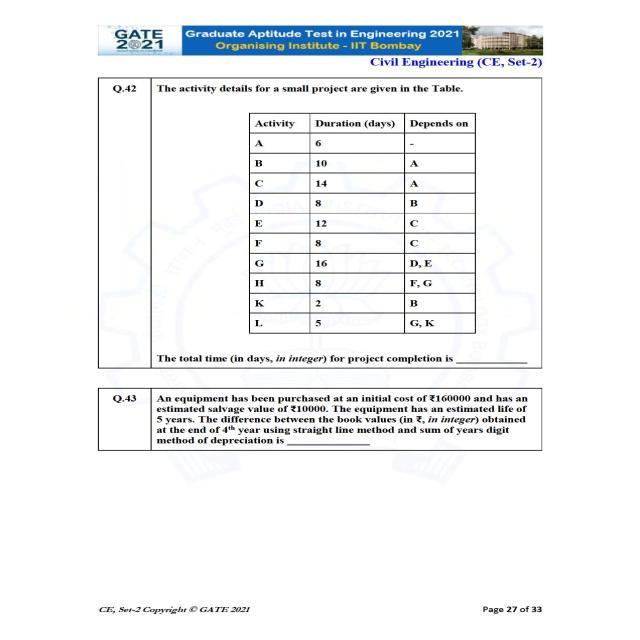 GATE
2021
Graduate Aptitude Test in Engineering 2021
Organising Institute - IIT Bombay
Civil Engineering (CE, Set-2)
Q.42 The activity details for a small project are given in the Table.
Activity Duration (days) Depends on
A 6 -
B 10 A
C 14 A
D 8 B
E 12 C
F 8 C
G 16 D, E
H 8 F, G
K 2 B
L 5 G, K
The total time (in days, in integer) for project completion is ____________
Q.43 An equipment has been purchased at an initial cost of ₹160000 and has an
estimated salvage value of ₹10000. The equipment has an estimated life of
5 years. The difference between the book values (in ₹, in integer) obtained
at the end of 4th year using straight line method and sum of years digit
method of depreciation is ______________
CE, Set-2 Copyright © GATE 2021
Page 27 of 33